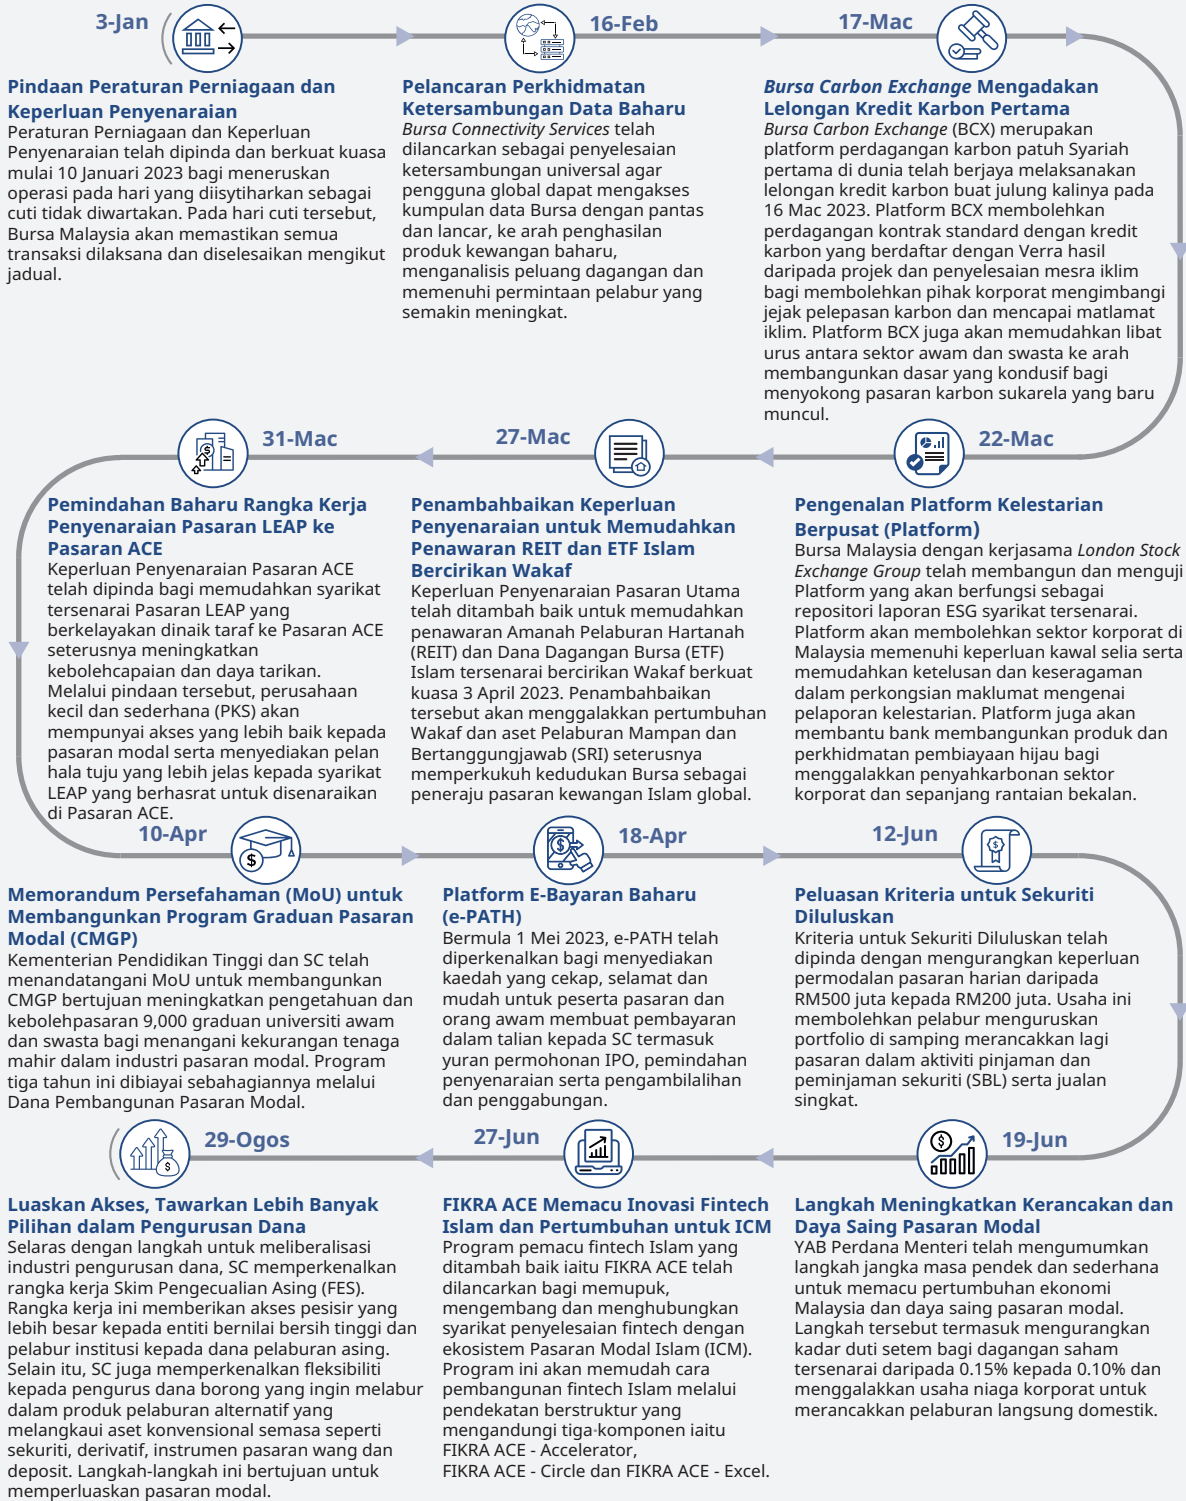 3-Jan
Pindaan Peraturan Perniagaan dan
Keperluan Penyenaraian
Peraturan Perniagaan dan Keperluan
Penyenaraian telah dipinda dan berkuat kuasa
mulai 10 Januari 2023 bagi meneruskan
operasi pada hari yang diisytiharkan sebagai
cuti tidak diwartakan. Pada hari cuti tersebut,
Bursa Malaysia akan memastikan semua
transaksi dilaksana dan diselesaikan mengikut
jadual.
16-Feb
Pelancaran Perkhidmatan
Ketersambungan Data Baharu
Bursa Connectivity Services telah
dilancarkan sebagai penyelesaian
ketersambungan universal agar
pengguna global dapat mengakses
kumpulan data Bursa dengan pantas
dan lancar, ke arah penghasilan
produk kewangan baharu,
menganalisis peluang dagangan dan
memenuhi permintaan pelabur yang
semakin meningkat.
17-Mac
Bursa Carbon Exchange Mengadakan
Lelongan Kredit Karbon Pertama
Bursa Carbon Exchange (BCX) merupakan
platform perdagangan karbon patuh Syariah
pertama di dunia telah berjaya melaksanakan
lelongan kredit karbon buat julung kalinya pada
16 Mac 2023. Platform BCX membolehkan
perdagangan kontrak standard dengan kredit
karbon yang berdaftar dengan Verra hasil
daripada projek dan penyelesaian mesra iklim
bagi membolehkan pihak korporat mengimbangi
jejak pelepasan karbon dan mencapai matlamat
iklim. Platform BCX juga akan memudahkan libat
urus antara sektor awam dan swasta ke arah
membangunkan dasar yang kondusif bagi
menyokong pasaran karbon sukarela yang baru
muncul.
22-Mac
Pengenalan Platform Kelestarian
Berpusat (Platform)
Bursa Malaysia dengan kerjasama London Stock
Exchange Group telah membangun dan menguji
Platform yang akan berfungsi sebagai
repositori laporan ESG syarikat tersenarai.
Platform akan membolehkan sektor korporat di
Malaysia memenuhi keperluan kawal selia serta
memudahkan ketelusan dan keseragaman
dalam perkongsian maklumat mengenai
pelaporan kelestarian. Platform juga akan
membantu bank membangunkan produk dan
perkhidmatan pembiayaan hijau bagi
menggalakkan penyahkarbonan sektor
korporat dan sepanjang rantaian bekalan.
27-Mac
Penambahbaikan Keperluan
Penyenaraian untuk Memudahkan
Penawaran REIT dan ETF Islam
Bercirikan Wakaf
Keperluan Penyenaraian Pasaran Utama
telah ditambah baik untuk memudahkan
penawaran Amanah Pelaburan Hartanah
(REIT) dan Dana Dagangan Bursa (ETF)
Islam tersenarai bercirikan Wakaf berkuat
kuasa 3 April 2023. Penambahbaikan
tersebut akan menggalakkan pertumbuhan
Wakaf dan aset Pelaburan Mampan dan
Bertanggungjawab (SRI) seterusnya
memperkukuh kedudukan Bursa sebagai
peneraju pasaran kewangan Islam global.
31-Mac
Pemindahan Baharu Rangka Kerja
Penyenaraian Pasaran LEAP ke
Pasaran ACE
Keperluan Penyenaraian Pasaran ACE
telah dipinda bagi memudahkan syarikat
tersenarai Pasaran LEAP yang
berkelayakan dinaik taraf ke Pasaran ACE
seterusnya meningkatkan
kebolehcapaian dan daya tarikan.
Melalui pindaan tersebut, perusahaan
kecil dan sederhana (PKS) akan
mempunyai akses yang lebih baik kepada
pasaran modal serta menyediakan pelan
hala tuju yang lebih jelas kepada syarikat
LEAP yang berhasrat untuk disenaraikan
di Pasaran ACE.
10-Apr
Memorandum Persefahaman (MoU) untuk
Membangunkan Program Graduan Pasaran
Modal (CMGP)
Kementerian Pendidikan Tinggi dan SC telah
menandatangani MoU untuk membangunkan
CMGP bertujuan meningkatkan pengetahuan dan
kebolehpasaran 9,000 graduan universiti awam
dan swasta bagi menangani kekurangan tenaga
mahir dalam industri pasaran modal. Program
tiga tahun ini dibiayai sebahagiannya melalui
Dana Pembangunan Pasaran Modal.
18-Apr
Platform E-Bayaran Baharu
(e-PATH)
Bermula 1 Mei 2023, e-PATH telah
diperkenalkan bagi menyediakan
kaedah yang cekap, selamat dan
mudah untuk peserta pasaran dan
orang awam membuat pembayaran
dalam talian kepada SC termasuk
yuran permohonan IPO, pemindahan
penyenaraian serta pengambilalihan
dan penggabungan.
12-Jun
Peluasan Kriteria untuk Sekuriti
Diluluskan
Kriteria untuk Sekuriti Diluluskan telah
dipinda dengan mengurangkan keperluan
permodalan pasaran harian daripada
RM500 juta kepada RM200 juta. Usaha ini
membolehkan pelabur menguruskan
portfolio di samping merancakkan lagi
pasaran dalam aktiviti pinjaman dan
peminjaman sekuriti (SBL) serta jualan
singkat.
19-Jun
Langkah Meningkatkan Kerancakan dan
Daya Saing Pasaran Modal
YAB Perdana Menteri telah mengumumkan
langkah jangka masa pendek dan sederhana
untuk memacu pertumbuhan ekonomi
Malaysia dan daya saing pasaran modal.
Langkah tersebut termasuk mengurangkan
kadar duti setem bagi dagangan saham
tersenarai daripada 0.15% kepada 0.10% dan
menggalakkan usaha niaga korporat untuk
merancakkan pelaburan langsung domestik.
27-Jun
FIKRA ACE Memacu Inovasi Fintech
Islam dan Pertumbuhan untuk ICM
Program pemacu fintech Islam yang
ditambah baik iaitu FIKRA ACE telah
dilancarkan bagi memupuk,
mengembang dan menghubungkan
syarikat penyelesaian fintech dengan
ekosistem Pasaran Modal Islam (ICM).
Program ini akan memudah cara
pembangunan fintech Islam melalui
pendekatan berstruktur yang
mengandungi tiga-komponen iaitu
FIKRA ACE - Accelerator,
FIKRA ACE - Circle dan FIKRA ACE - Excel.
29-Ogos
Luaskan Akses, Tawarkan Lebih Banyak
Pilihan dalam Pengurusan Dana
Selaras dengan langkah untuk meliberalisasi
industri pengurusan dana, SC memperkenalkan
rangka kerja Skim Pengecualian Asing (FES).
Rangka kerja ini memberikan akses pesisir yang
lebih besar kepada entiti bernilai bersih tinggi dan
pelabur institusi kepada dana pelaburan asing.
Selain itu, SC juga memperkenalkan fleksibiliti
kepada pengurus dana borong yang ingin melabur
dalam produk pelaburan alternatif yang
melangkaui aset konvensional semasa seperti
sekuriti, derivatif, instrumen pasaran wang dan
deposit. Langkah-langkah ini bertujuan untuk
memperluaskan pasaran modal.